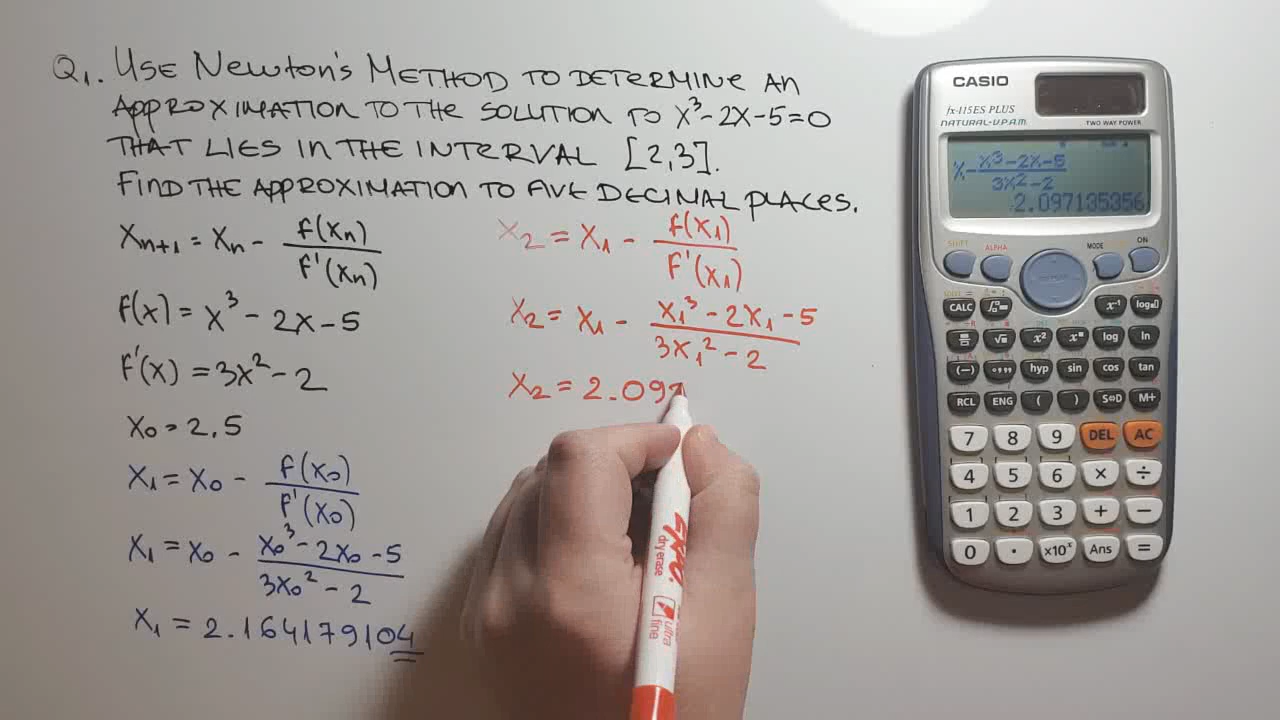 Q1. USE NEWTON'S METHOD TO DETERMINE AN
APPROXIMATION TO THE SOLUTION TO x³-2x-5=0
THAT LIES IN THE INTERVAL [2,3].
FIND THE APPROXIMATION TO FIVE DECIMAL PLACES.
Xn+1 = Xn - f(Xn)/f'(Xn)
f(x) = x³ - 2x - 5
f'(x) = 3x² - 2
X0 = 2.5
X1 = X0 - f(X0)/f'(X0)
X1 = X0 - (X0³ - 2X0 - 5)/(3X0² - 2)
X1 = 2.164179104
X2 = X1 - f(X1)/f'(X1)
X2 = X1 - (X1³ - 2X1 - 5)/(3X1² - 2)
X2 = 2.09
EXPO
dry erase
ultra
fine
CASIO
fx-115ES PLUS
NATURAL-V.P.A.M.
TWO WAY POWER
X-(X³-2X-5)/(3X²-2)
2.097135356
SHIFT ALPHA MODE ON
REPLAY
CALC x⁻¹ log
x² log ln
(-) hyp sin cos tan
RCL ENG ( ) S⇔D M+
7 8 9 DEL AC
4 5 6 × ÷
1 2 3 + −
0 . ×10ˣ Ans =